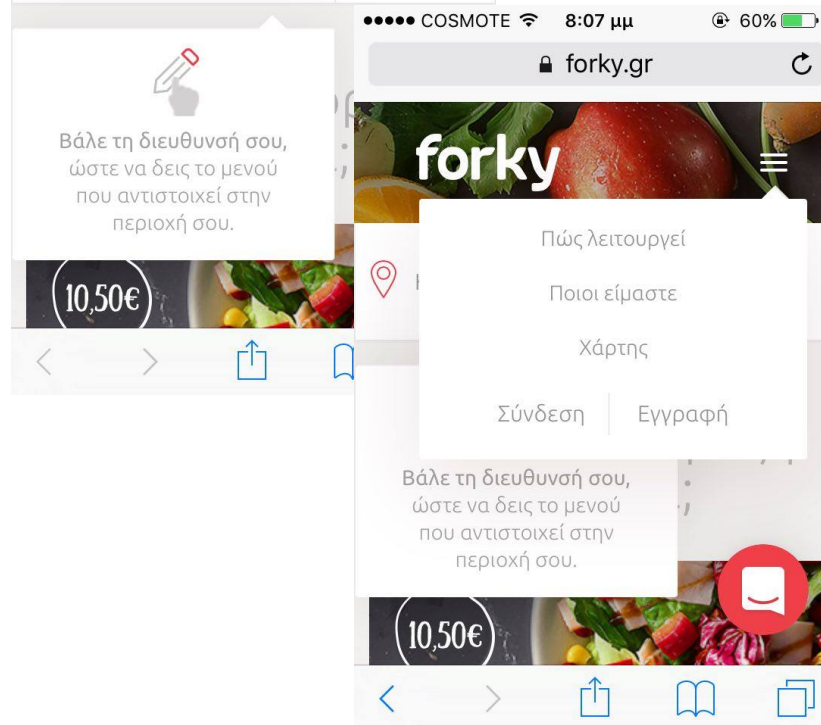 Βάλε τη διευθυνσή σου,
ώστε να δεις το μενού
που αντιστοιχεί στην
περιοχή σου.
10,50€
COSMOTE 8:07 μμ 60%
forky.gr
forky
Πώς λειτουργεί
Ποιοι είμαστε
Χάρτης
Σύνδεση Εγγραφή
Βάλε τη διευθυνσή σου,
ώστε να δεις το μενού
που αντιστοιχεί στην
περιοχή σου.
10,50€